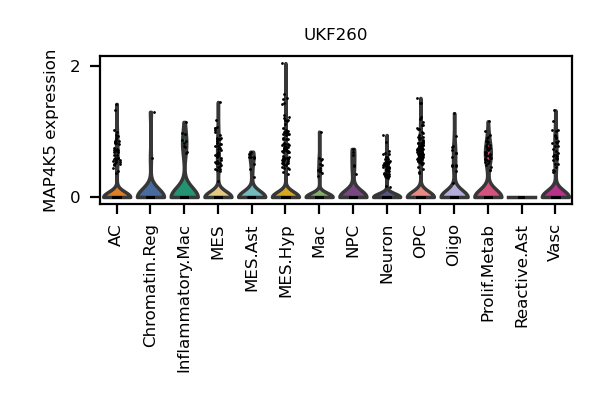 UKF260
MAP4K5 expression
2
0
AC
Chromatin.Reg
Inflammatory.Mac
MES
MES.Ast
MES.Hyp
Mac
NPC
Neuron
OPC
Oligo
Prolif.Metab
Reactive.Ast
Vasc